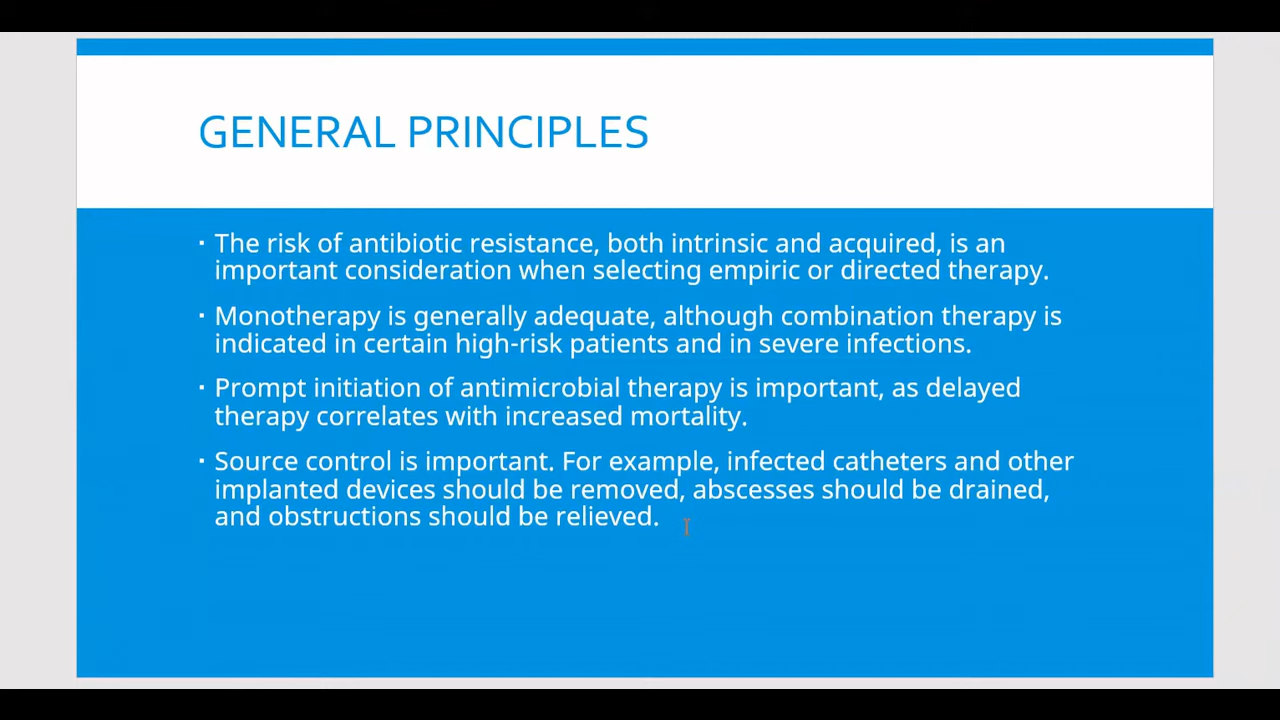 GENERAL PRINCIPLES
▪ The risk of antibiotic resistance, both intrinsic and acquired, is an
important consideration when selecting empiric or directed therapy.
▪ Monotherapy is generally adequate, although combination therapy is
indicated in certain high-risk patients and in severe infections.
▪ Prompt initiation of antimicrobial therapy is important, as delayed
therapy correlates with increased mortality.
▪ Source control is important. For example, infected catheters and other
implanted devices should be removed, abscesses should be drained,
and obstructions should be relieved.